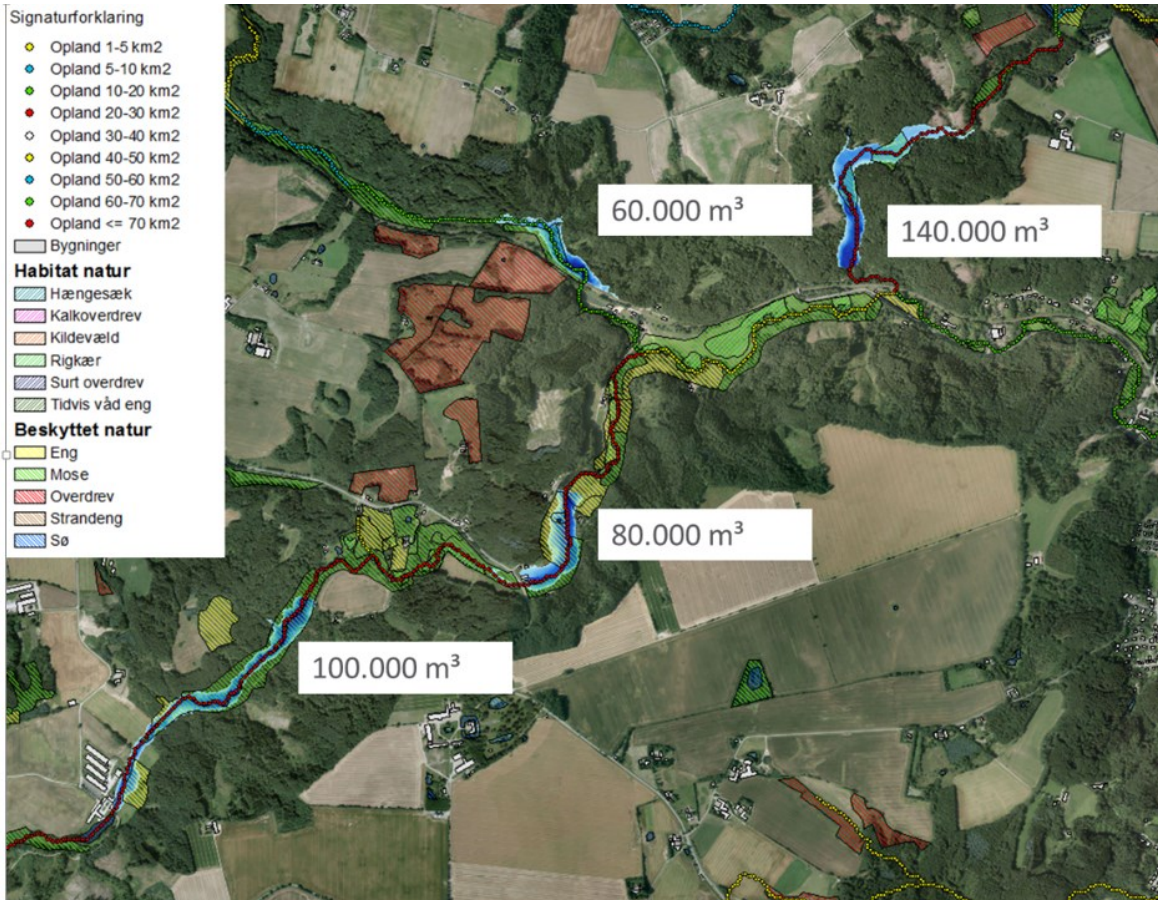 Signaturforklaring
Opland 1-5 km2
Opland 5-10 km2
Opland 10-20 km2
Opland 20-30 km2
Opland 30-40 km2
Opland 40-50 km2
Opland 50-60 km2
Opland 60-70 km2
Opland <= 70 km2
Bygninger
Habitat natur
Hængesæk
Kalkoverdrev
Kildevæld
Rigkær
Surt overdrev
Tidvis våd eng
Beskyttet natur
Eng
Mose
Overdrev
Strandeng
Sø
60.000 m³
140.000 m³
80.000 m³
100.000 m³